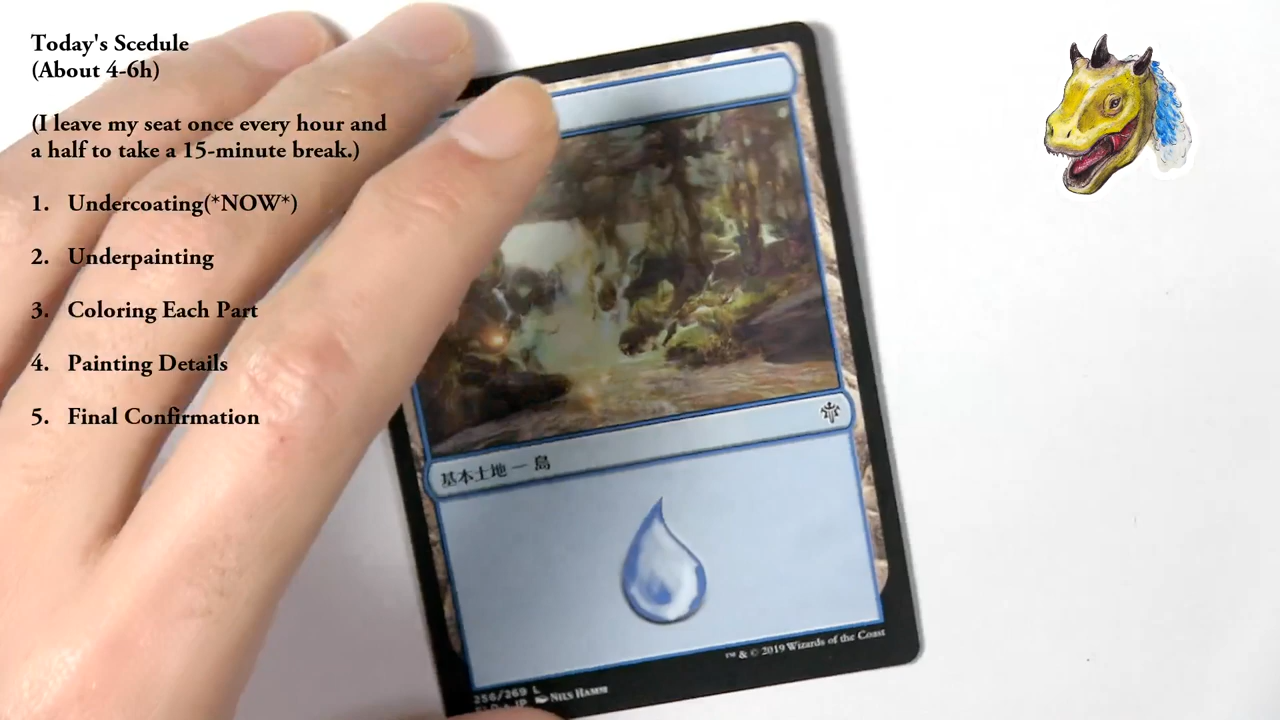 Today's Scedule
(About 4-6h)
(I leave my seat once every hour and
a half to take a 15-minute break.)
1. Undercoating(*NOW*)
2. Underpainting
3. Coloring Each Part
4. Painting Details
5. Final Confirmation
基本土地 — 島
™ & © 2019 Wizards of the Coast
256/269 L
NILS HAMM